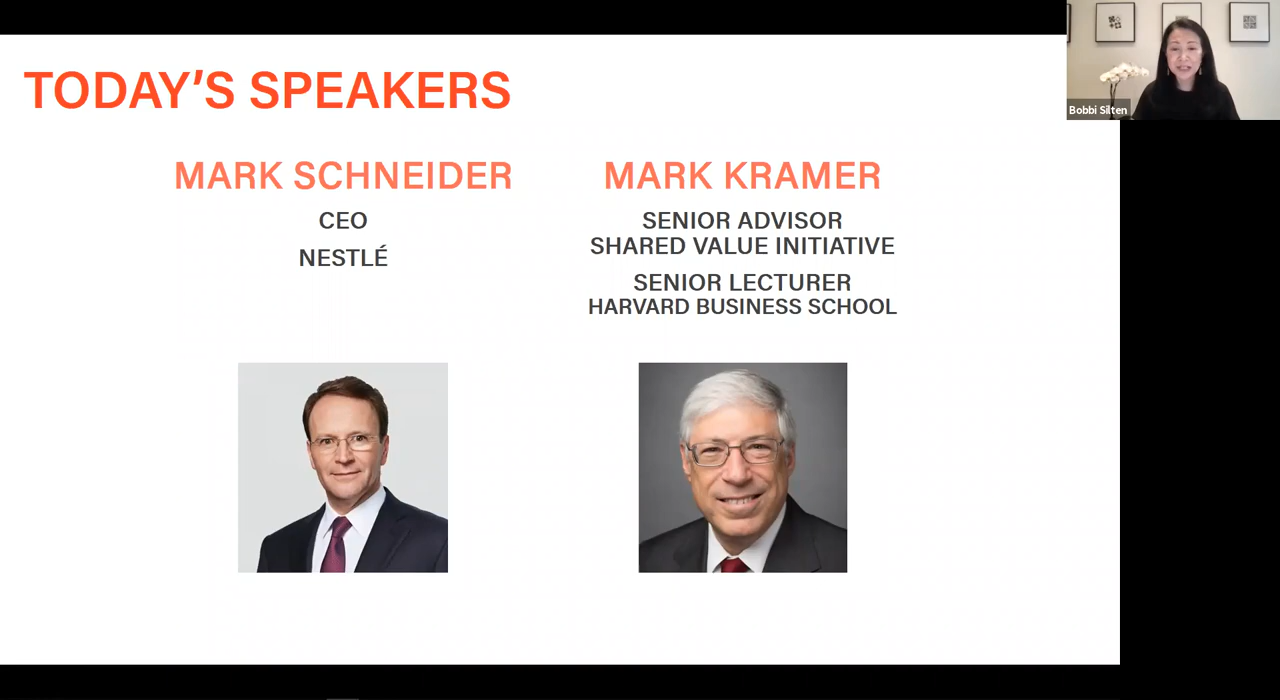 TODAY'S SPEAKERS
MARK SCHNEIDER
CEO
NESTLÉ
MARK KRAMER
SENIOR ADVISOR
SHARED VALUE INITIATIVE
SENIOR LECTURER
HARVARD BUSINESS SCHOOL
Bobbi Silten